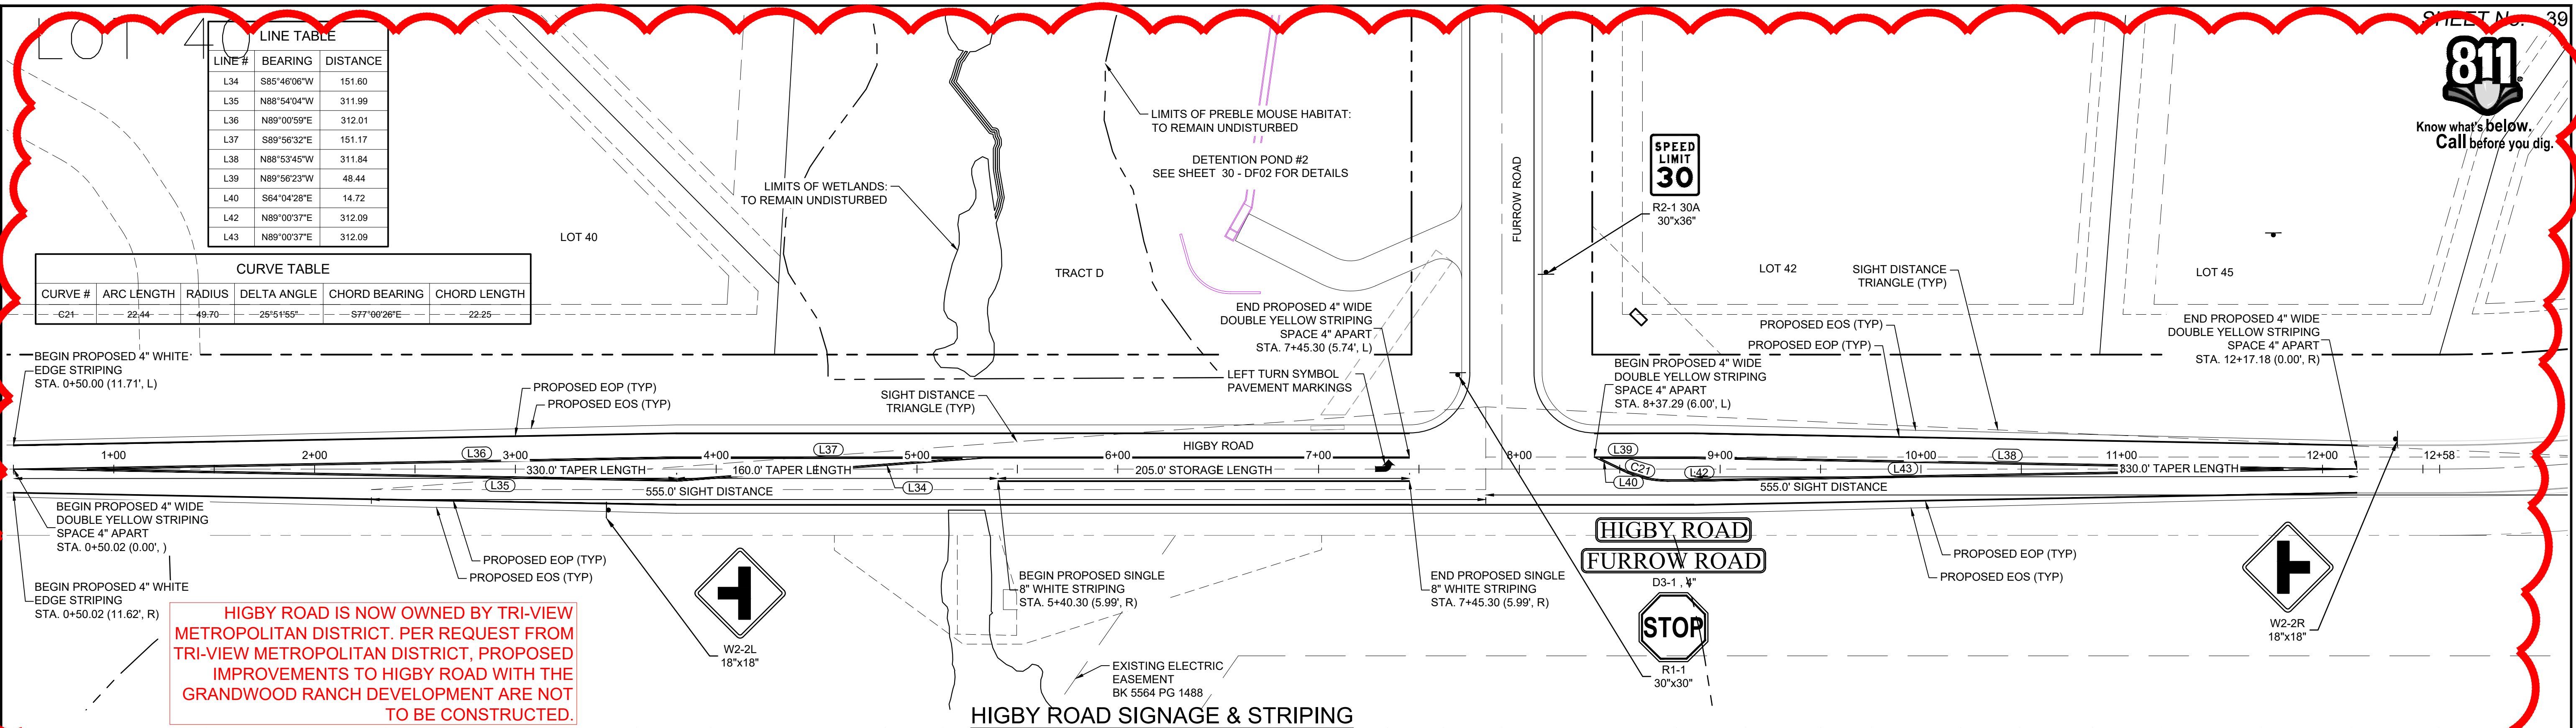 SHEET No. 39
LOT 40
LINE TABLE
LINE # BEARING DISTANCE
L34 S85°46'06"W 151.60
L35 N88°54'04"W 311.99
L36 N89°00'59"E 312.01
L37 S89°56'32"E 151.17
L38 N88°53'45"W 311.84
L39 N89°56'23"W 48.44
L40 S64°04'28"E 14.72
L42 N89°00'37"E 312.09
L43 N89°00'37"E 312.09
CURVE TABLE
CURVE # ARC LENGTH RADIUS DELTA ANGLE CHORD BEARING CHORD LENGTH
C21 22.44 49.70 25°51'55" S77°00'26"E 22.25
811
Know what's below.
Call before you dig.
LIMITS OF PREBLE MOUSE HABITAT:
TO REMAIN UNDISTURBED
DETENTION POND #2
SEE SHEET 30 - DF02 FOR DETAILS
LIMITS OF WETLANDS:
TO REMAIN UNDISTURBED
LOT 40
TRACT D
FURROW ROAD
SPEED
LIMIT
30
R2-1 30A
30"x36"
LOT 42
SIGHT DISTANCE
TRIANGLE (TYP)
LOT 45
END PROPOSED 4" WIDE
DOUBLE YELLOW STRIPING
SPACE 4" APART
STA. 7+45.30 (5.74', L)
LEFT TURN SYMBOL
PAVEMENT MARKINGS
PROPOSED EOS (TYP)
PROPOSED EOP (TYP)
END PROPOSED 4" WIDE
DOUBLE YELLOW STRIPING
SPACE 4" APART
STA. 12+17.18 (0.00', R)
BEGIN PROPOSED 4" WHITE
EDGE STRIPING
STA. 0+50.00 (11.71', L)
PROPOSED EOP (TYP)
PROPOSED EOS (TYP)
SIGHT DISTANCE
TRIANGLE (TYP)
BEGIN PROPOSED 4" WIDE
DOUBLE YELLOW STRIPING
SPACE 4" APART
STA. 8+37.29 (6.00', L)
L36
L37
HIGBY ROAD
L39
L38
1+00 2+00 3+00 4+00 5+00 6+00 7+00 8+00 9+00 10+00 11+00 12+00 12+58
330.0' TAPER LENGTH
160.0' TAPER LENGTH
205.0' STORAGE LENGTH
C21
L42
L43
330.0' TAPER LENGTH
L35
L34
L40
555.0' SIGHT DISTANCE
555.0' SIGHT DISTANCE
BEGIN PROPOSED 4" WIDE
DOUBLE YELLOW STRIPING
SPACE 4" APART
STA. 0+50.02 (0.00', )
BEGIN PROPOSED 4" WHITE
EDGE STRIPING
STA. 0+50.02 (11.62', R)
PROPOSED EOP (TYP)
PROPOSED EOS (TYP)
W2-2L
18"x18"
BEGIN PROPOSED SINGLE
8" WHITE STRIPING
STA. 5+40.30 (5.99', R)
END PROPOSED SINGLE
8" WHITE STRIPING
STA. 7+45.30 (5.99', R)
HIGBY ROAD
FURROW ROAD
D3-1 , 4"
STOP
R1-1
30"x30"
PROPOSED EOP (TYP)
PROPOSED EOS (TYP)
W2-2R
18"x18"
EXISTING ELECTRIC
EASEMENT
BK 5564 PG 1488
HIGBY ROAD IS NOW OWNED BY TRI-VIEW
METROPOLITAN DISTRICT. PER REQUEST FROM
TRI-VIEW METROPOLITAN DISTRICT, PROPOSED
IMPROVEMENTS TO HIGBY ROAD WITH THE
GRANDWOOD RANCH DEVELOPMENT ARE NOT
TO BE CONSTRUCTED.
HIGBY ROAD SIGNAGE & STRIPING